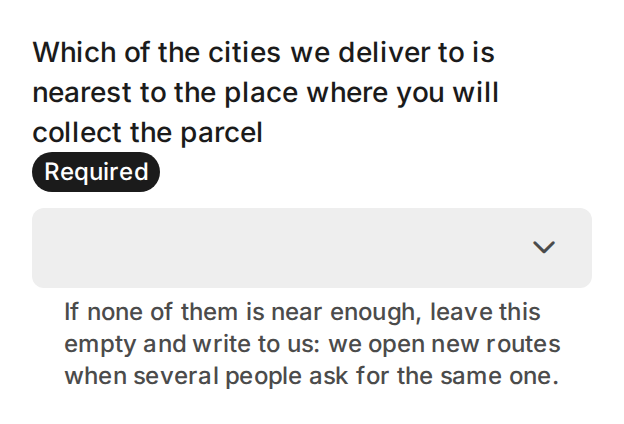 Which of the cities we deliver to is
nearest to the place where you will
collect the parcel
Required
If none of them is near enough, leave this
empty and write to us: we open new routes
when several people ask for the same one.